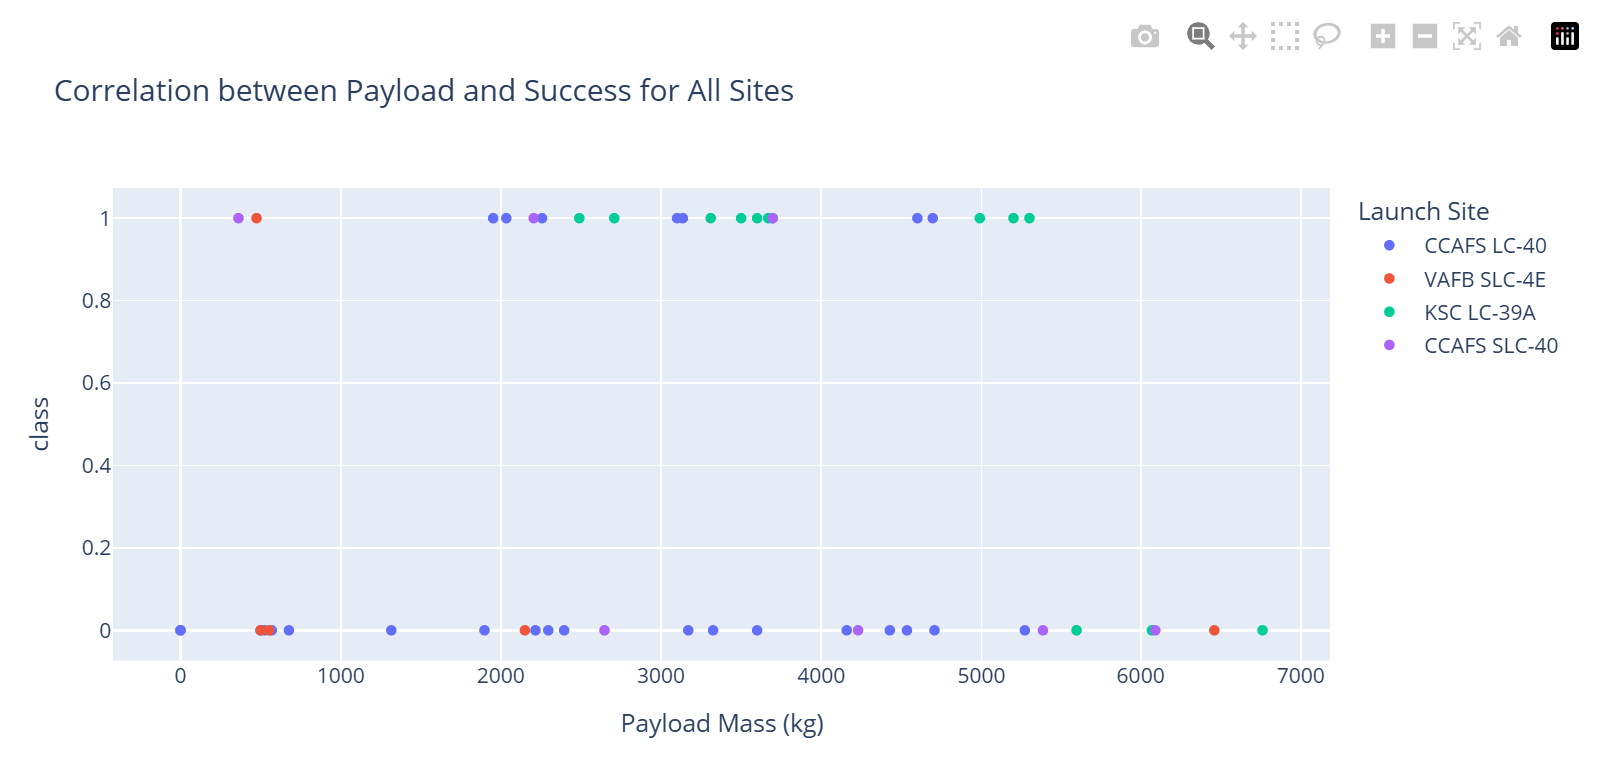 Correlation between Payload and Success for All Sites
Launch Site
CCAFS LC-40
VAFB SLC-4E
KSC LC-39A
CCAFS SLC-40
class
1
0.8
0.6
0.4
0.2
0
0 1000 2000 3000 4000 5000 6000 7000
Payload Mass (kg)